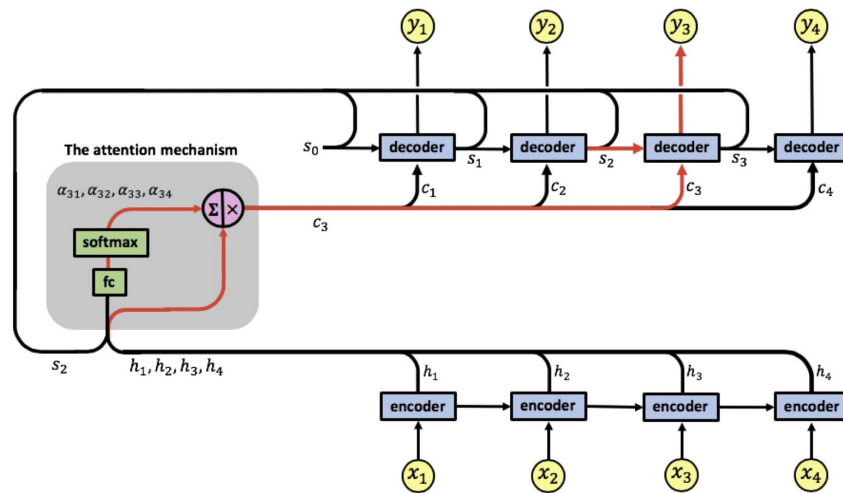 y₁ y₂ y₃ y₄
The attention mechanism
s₀ decoder s₁ decoder s₂ decoder s₃ decoder
α₃₁, α₃₂, α₃₃, α₃₄
Σ ×
c₁ c₂ c₃ c₄
c₃
softmax
fc
s₂ h₁, h₂, h₃, h₄
h₁ h₂ h₃ h₄
encoder encoder encoder encoder
x₁ x₂ x₃ x₄